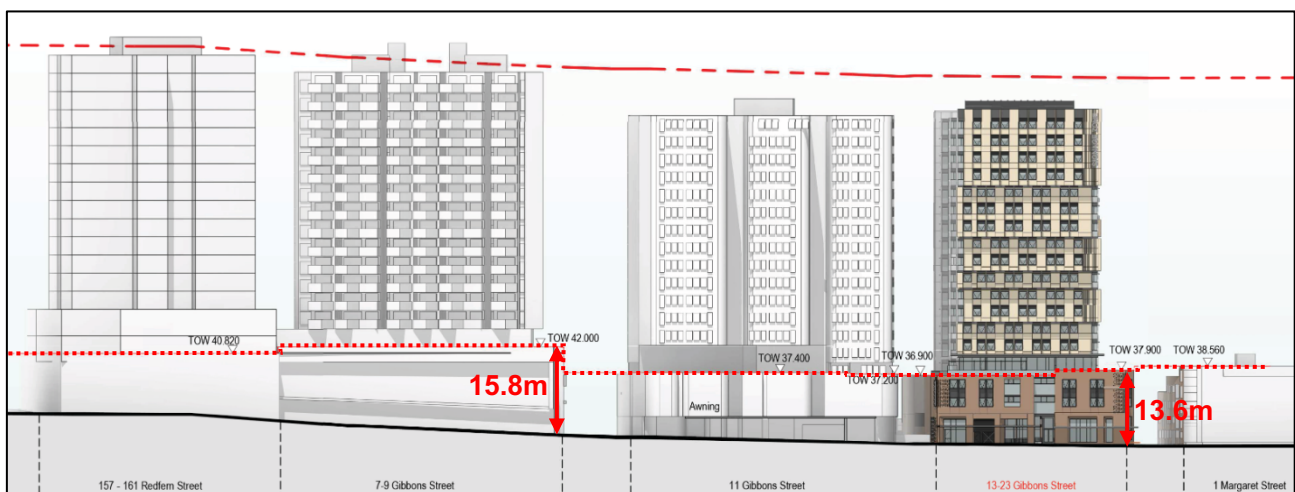 TOW 40.820
TOW 42.000
TOW 37.400
TOW 36.900
TOW 37.200
TOW 37.900
TOW 38.560
15.8m
13.6m
Awning
157 - 161 Redfern Street
7-9 Gibbons Street
11 Gibbons Street
13-23 Gibbons Street
1 Margaret Street